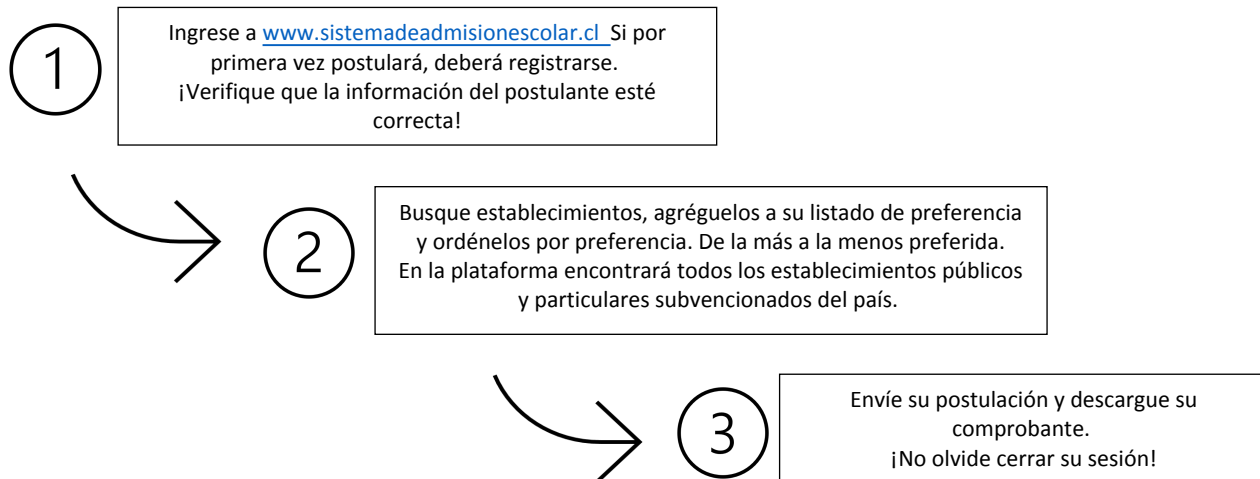 1
Ingrese a www.sistemadeadmisionescolar.cl Si por
primera vez postulará, deberá registrarse.
¡Verifique que la información del postulante esté
correcta!
2
Busque establecimientos, agréguelos a su listado de preferencia
y ordénelos por preferencia. De la más a la menos preferida.
En la plataforma encontrará todos los establecimientos públicos
y particulares subvencionados del país.
3
Envíe su postulación y descargue su
comprobante.
¡No olvide cerrar su sesión!